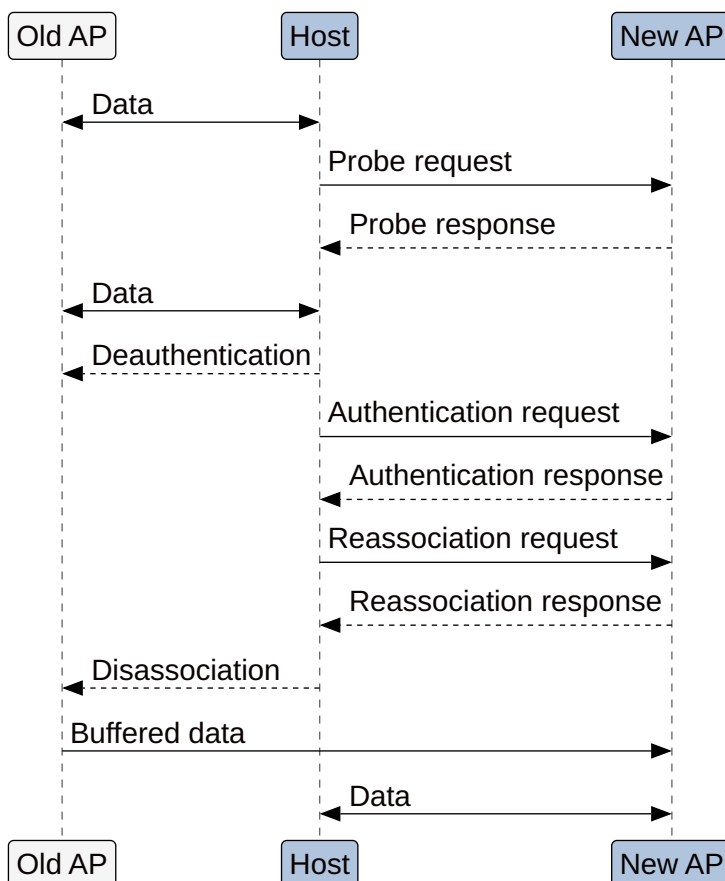 Old AP
Host
New AP
Data
Probe request
Probe response
Data
Deauthentication
Authentication request
Authentication response
Reassociation request
Reassociation response
Disassociation
Buffered data
Data
Old AP
Host
New AP